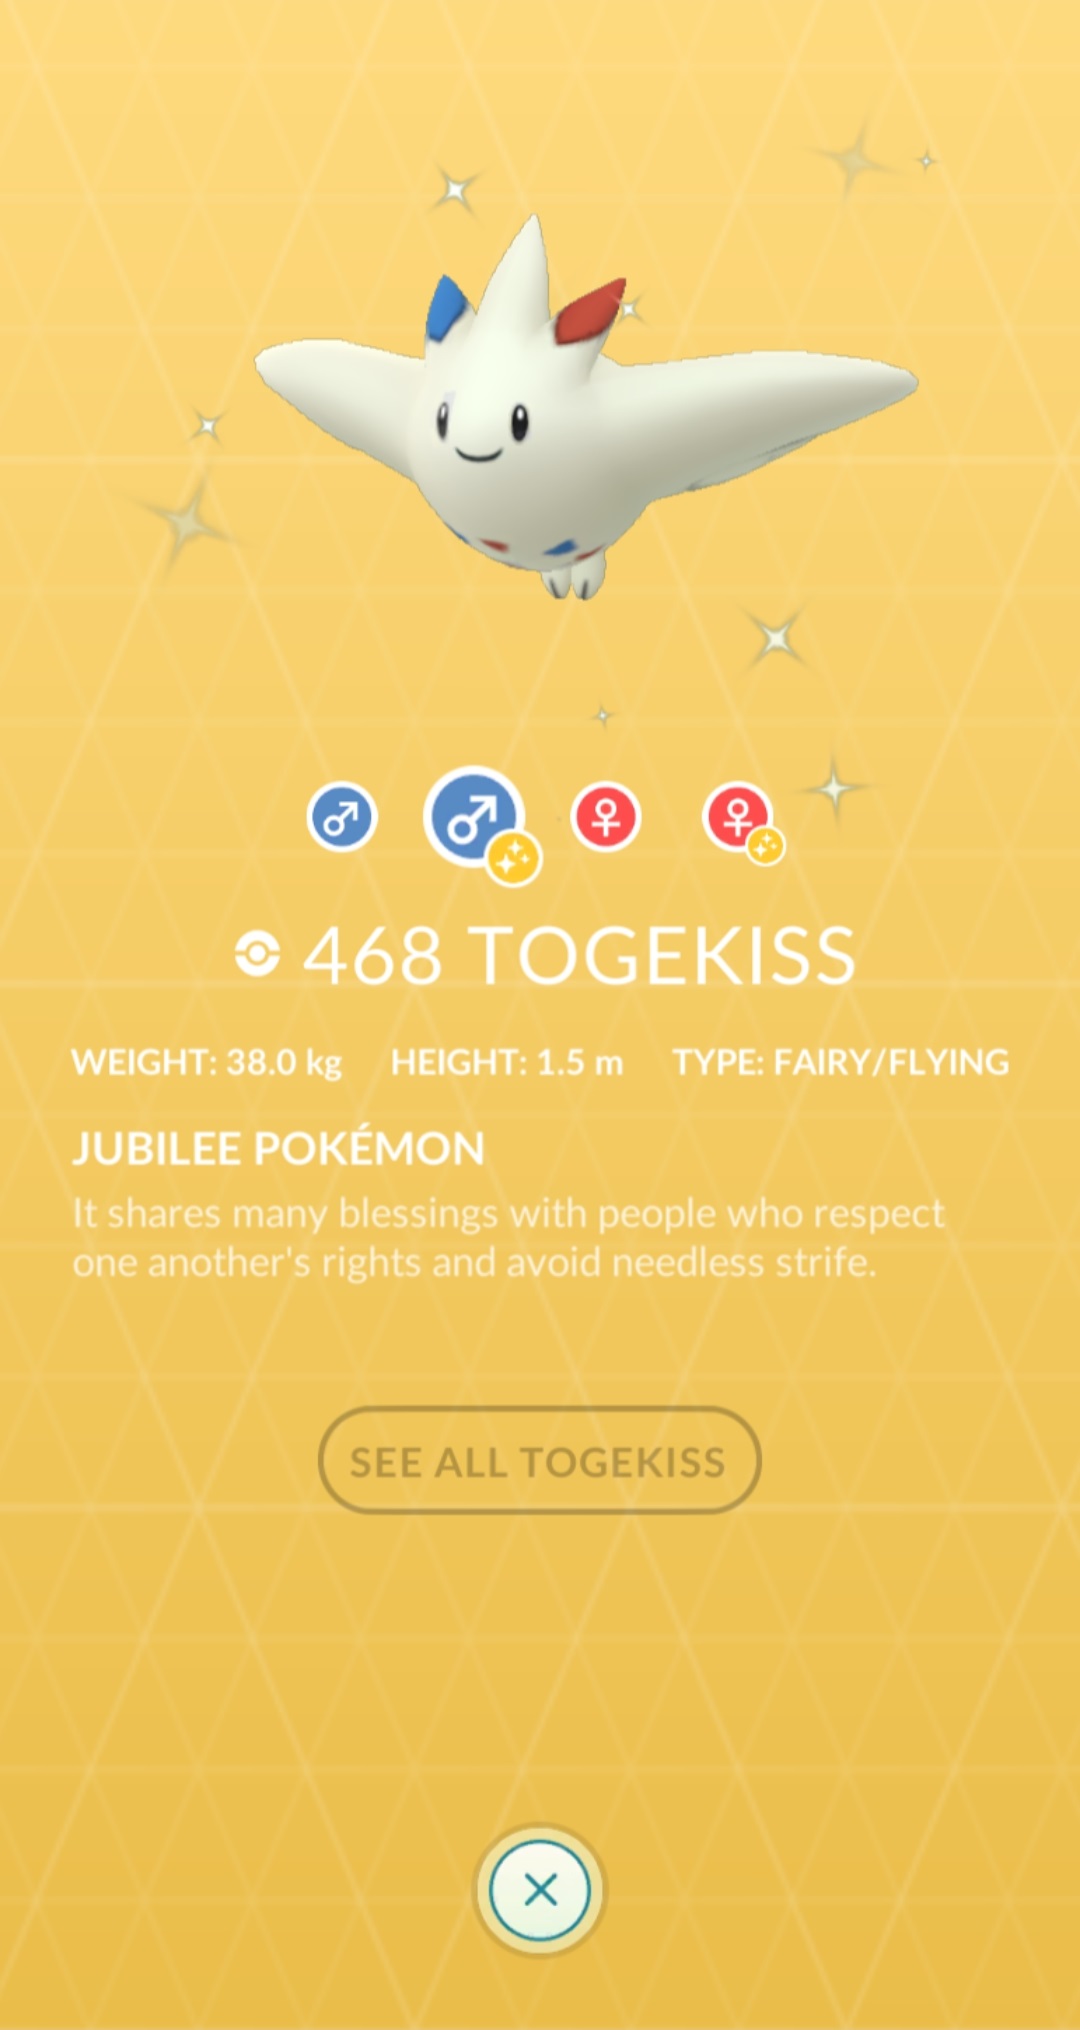 468 TOGEKISS
WEIGHT: 38.0 kg HEIGHT: 1.5 m TYPE: FAIRY/FLYING
JUBILEE POKÉMON
It shares many blessings with people who respect
one another's rights and avoid needless strife.
SEE ALL TOGEKISS